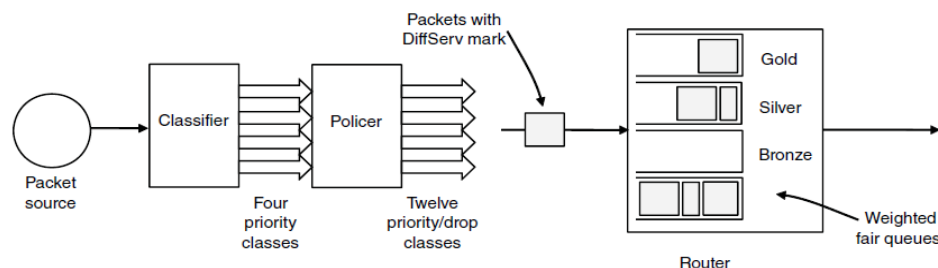 Packet
source
Classifier
Four
priority
classes
Policer
Twelve
priority/drop
classes
Packets with
DiffServ mark
Gold
Silver
Bronze
Router
Weighted
fair queues